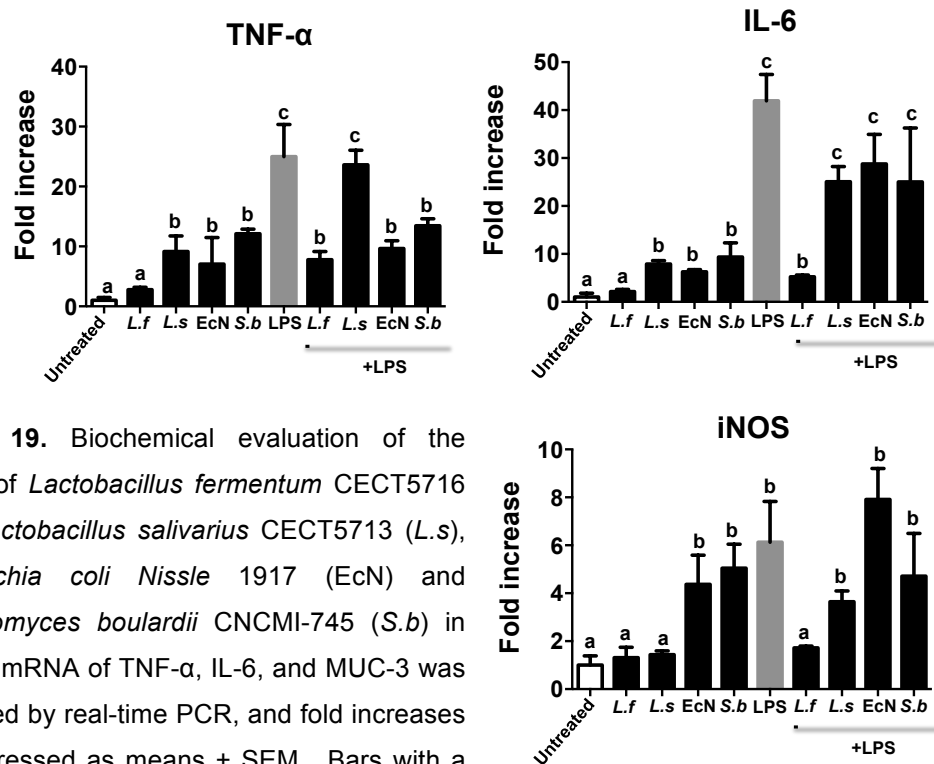 TNF-α
Fold increase
40
30
20
10
0
a
a
b
b
b
c
b
c
b
b
Untreated
L.f
L.s
EcN
S.b
LPS
L.f
L.s
EcN
S.b
+LPS
IL-6
Fold increase
50
40
30
20
10
0
a
a
b
b
b
c
b
c
c
c
Untreated
L.f
L.s
EcN
S.b
LPS
L.f
L.s
EcN
S.b
+LPS
19. Biochemical evaluation of the
of Lactobacillus fermentum CECT5716
actobacillus salivarius CECT5713 (L.s),
chia coli Nissle 1917 (EcN) and
omyces boulardii CNCMI-745 (S.b) in
mRNA of TNF-α, IL-6, and MUC-3 was
ed by real-time PCR, and fold increases
ressed as means ± SEM. Bars with a
iNOS
Fold increase
10
8
6
4
2
0
a
a
a
b
b
b
a
b
b
b
Untreated
L.f
L.s
EcN
S.b
LPS
L.f
L.s
EcN
S.b
+LPS